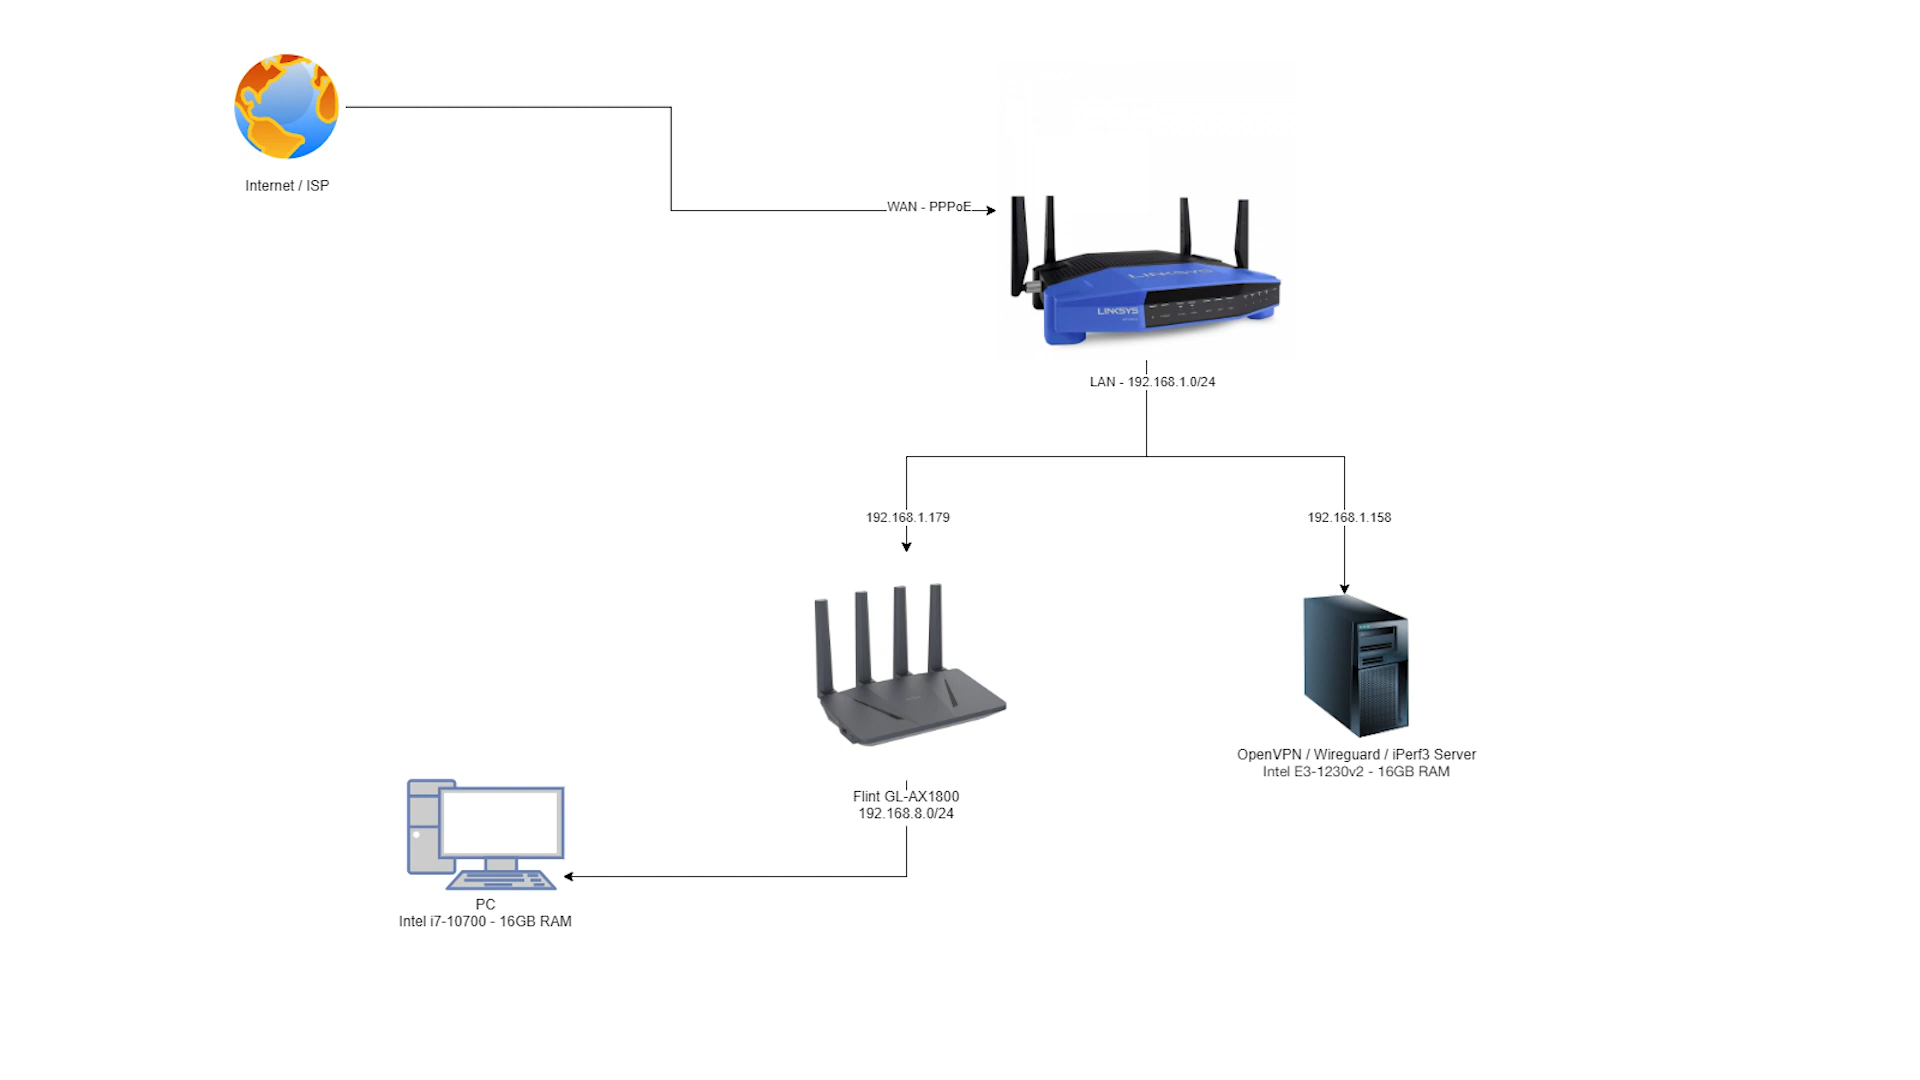 Internet / ISP
WAN - PPPoE
LINKSYS
LINKSYS
LAN - 192.168.1.0/24
192.168.1.179
192.168.1.158
OpenVPN / Wireguard / iPerf3 Server
Intel E3-1230v2 - 16GB RAM
Flint GL-AX1800
192.168.8.0/24
PC
Intel i7-10700 - 16GB RAM